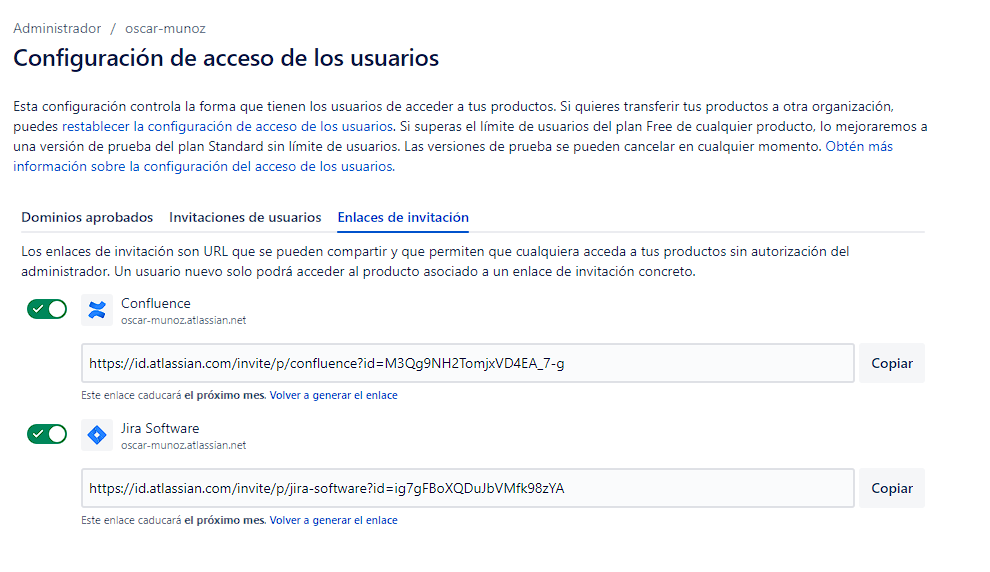 Administrador / oscar-munoz
Configuración de acceso de los usuarios
Esta configuración controla la forma que tienen los usuarios de acceder a tus productos. Si quieres transferir tus productos a otra organización,
puedes restablecer la configuración de acceso de los usuarios. Si superas el límite de usuarios del plan Free de cualquier producto, lo mejoraremos a
una versión de prueba del plan Standard sin límite de usuarios. Las versiones de prueba se pueden cancelar en cualquier momento. Obtén más
información sobre la configuración del acceso de los usuarios.
Dominios aprobados Invitaciones de usuarios Enlaces de invitación
Los enlaces de invitación son URL que se pueden compartir y que permiten que cualquiera acceda a tus productos sin autorización del
administrador. Un usuario nuevo solo podrá acceder al producto asociado a un enlace de invitación concreto.
Confluence
oscar-munoz.atlassian.net
https://id.atlassian.com/invite/p/confluence?id=M3Qg9NH2TomjxVD4EA_7-g Copiar
Este enlace caducará el próximo mes. Volver a generar el enlace
Jira Software
oscar-munoz.atlassian.net
https://id.atlassian.com/invite/p/jira-software?id=ig7gFBoXQDuJbVMfk98zYA Copiar
Este enlace caducará el próximo mes. Volver a generar el enlace